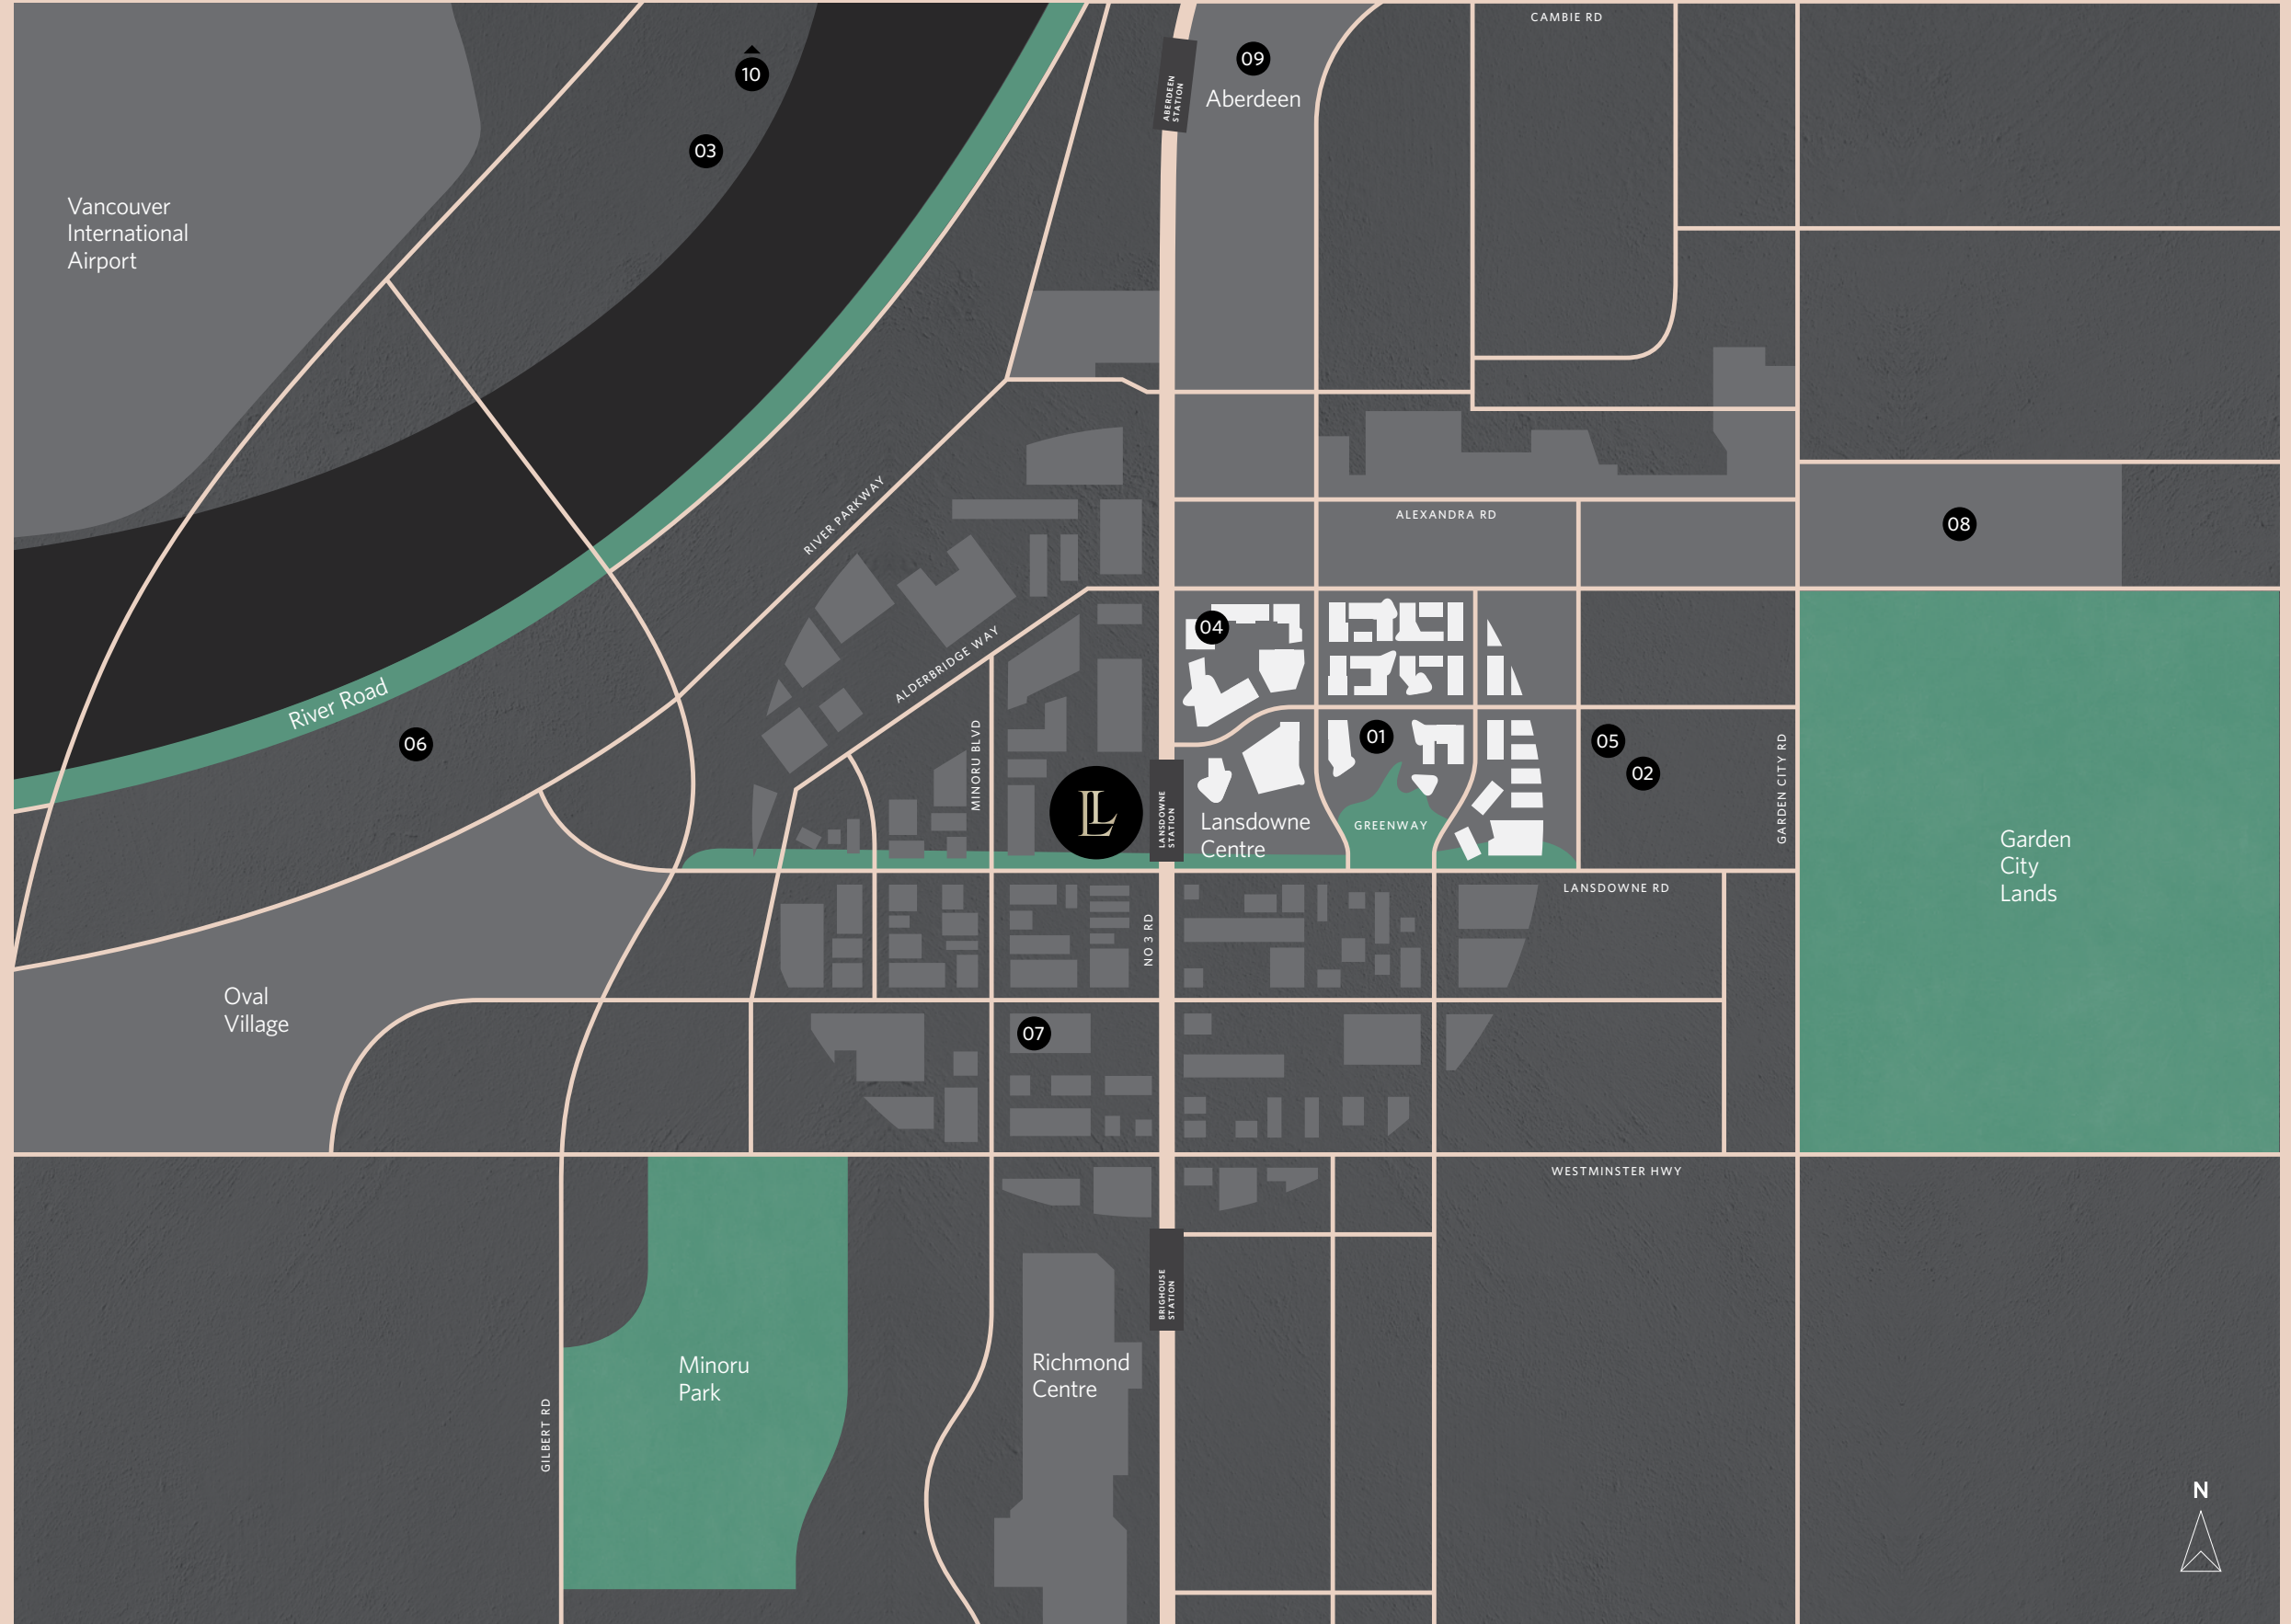 CAMBIE RD
09
Aberdeen
ABERDEEN
STATION
10
03
Vancouver
International
Airport
RIVER PARKWAY
ALEXANDRA RD
08
04
ALDERBRIDGE WAY
River Road
06
MINORU BLVD
01
05
02
GARDEN CITY RD
LL
LANSDOWNE
STATION
Lansdowne
Centre
GREENWAY
Garden
City
Lands
LANSDOWNE RD
NO 3 RD
Oval
Village
07
WESTMINSTER HWY
BRIGHOUSE
STATION
Minoru
Park
Richmond
Centre
GILBERT RD
N